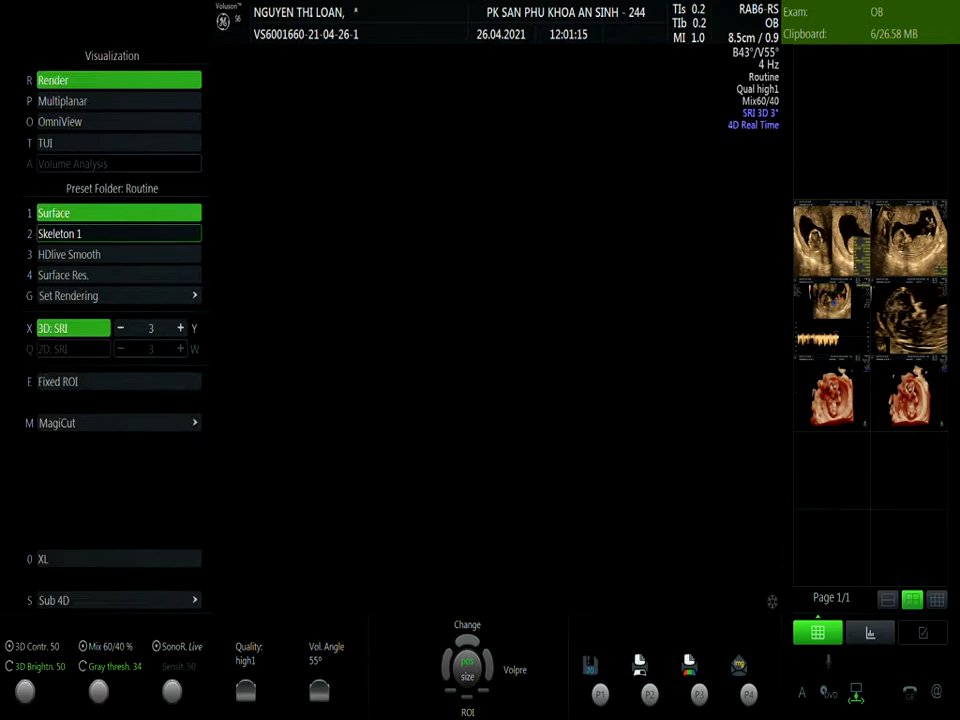 Voluson
S6
NGUYEN THI LOAN, *
PK SAN PHU KHOA AN SINH - 244
VS6001660-21-04-26-1
26.04.2021
12:01:15
TIs 0.2
TIb 0.2
MI 1.0
RAB6-RS
OB
8.5cm / 0.9
B43°/V55°
4 Hz
Routine
Qual high1
Mix60/40
SRI 3D 3*
4D Real Time
Exam: OB
Clipboard: 6/26.58 MB
Visualization
R Render
P Multiplanar
O OmniView
T TUI
A Volume Analysis
Preset Folder: Routine
1 Surface
2 Skeleton 1
3 HDlive Smooth
4 Surface Res.
G Set Rendering >
X 3D: SRI − 3 + Y
Q 2D: SRI − 3 + W
E Fixed ROI
M MagiCut >
0 XL
S Sub 4D >
3D Contr. 50
Mix 60/40 %
SonoR. Live
3D Brightn. 50
Gray thresh. 34
Sensit. 50
Quality:
high1
Vol. Angle
55°
Change
pos
size
Volpre
ROI
P1
P2
P3
P4
img
Page 1/1
A
DVD
@